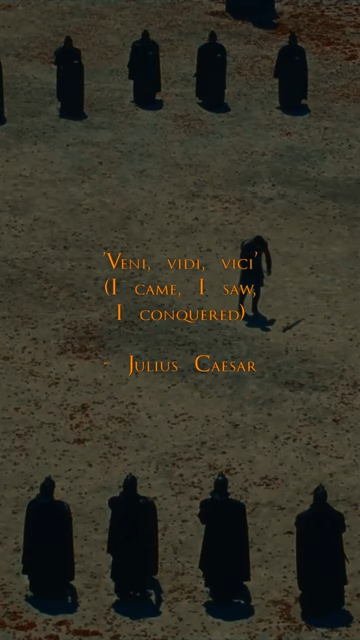 'Veni, vidi, vici'
(I came, I saw,
I conquered)
- Julius Caesar